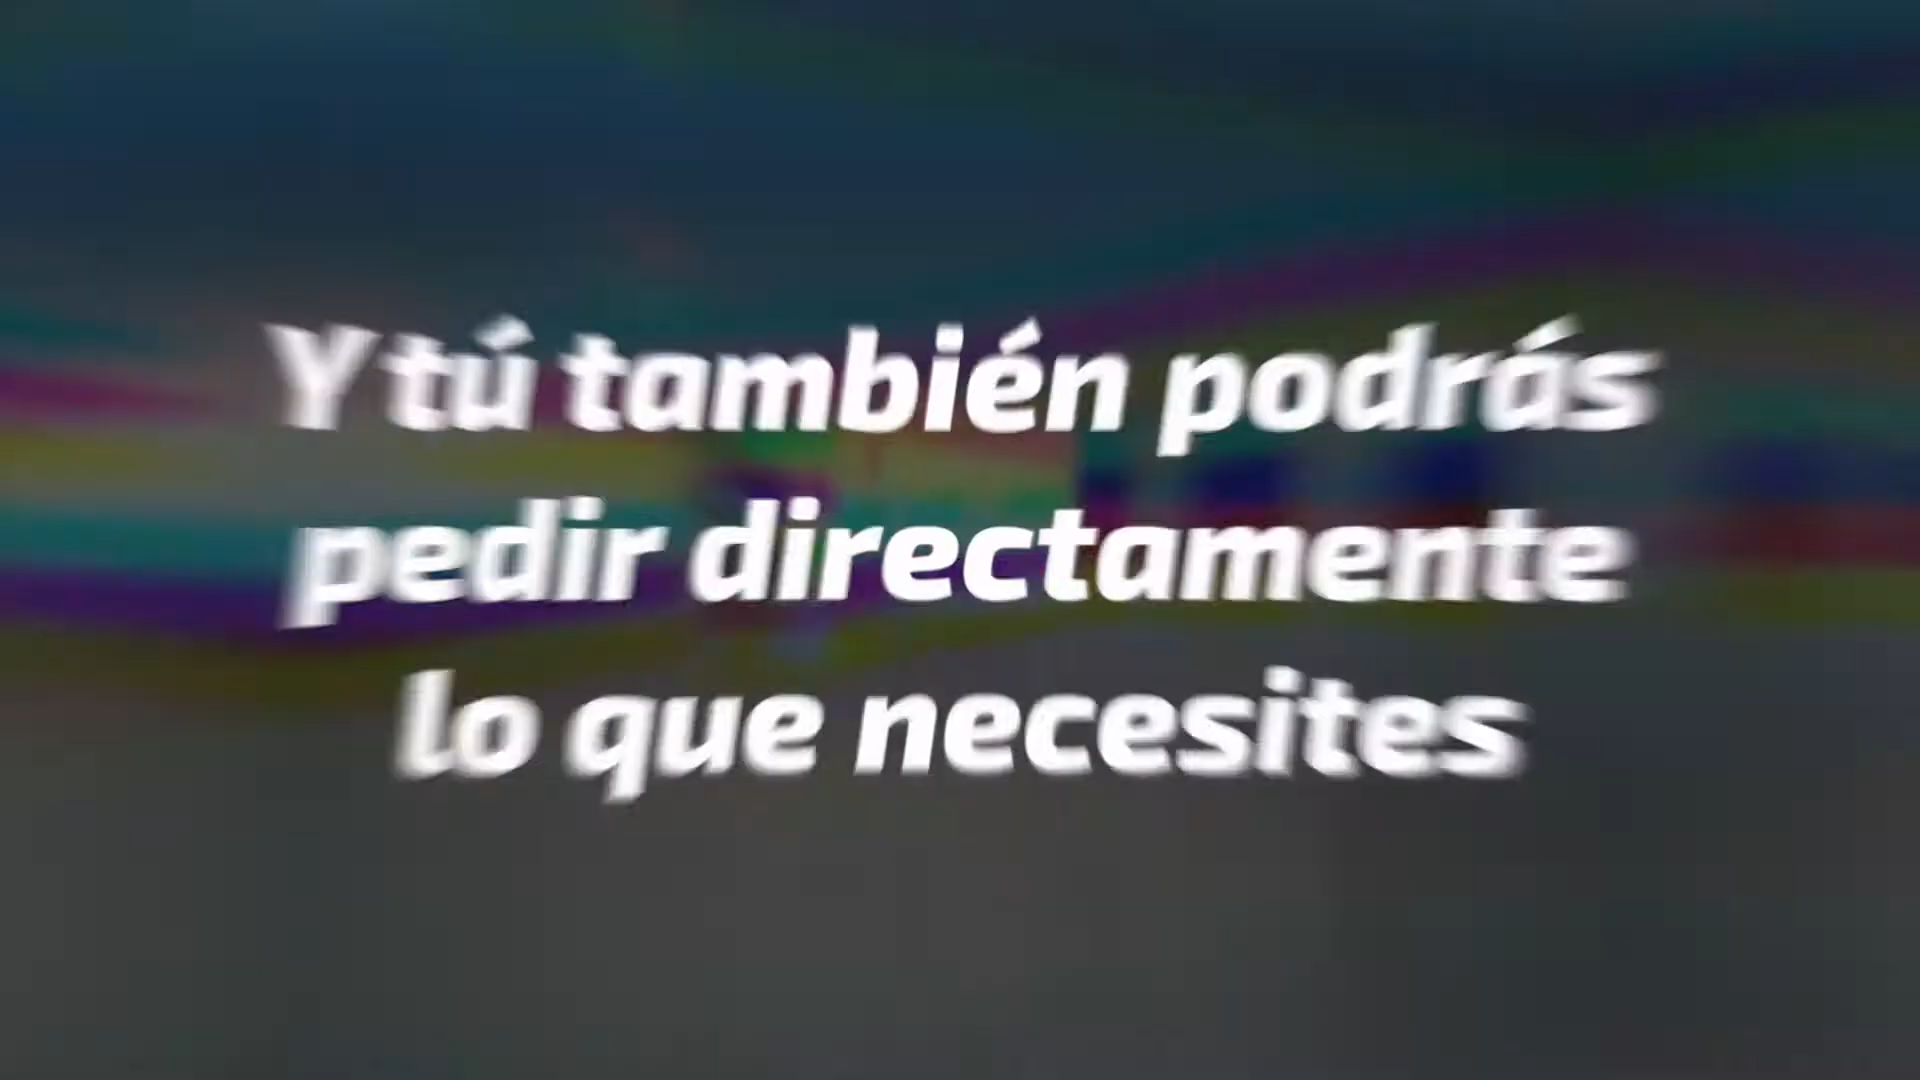 Y tú también podrás
pedir directamente
lo que necesites